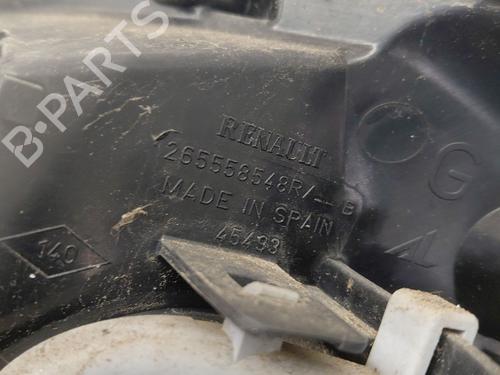 B-PARTS
RENAULT
265558548R/--B
MADE IN SPAIN
45493
140
G